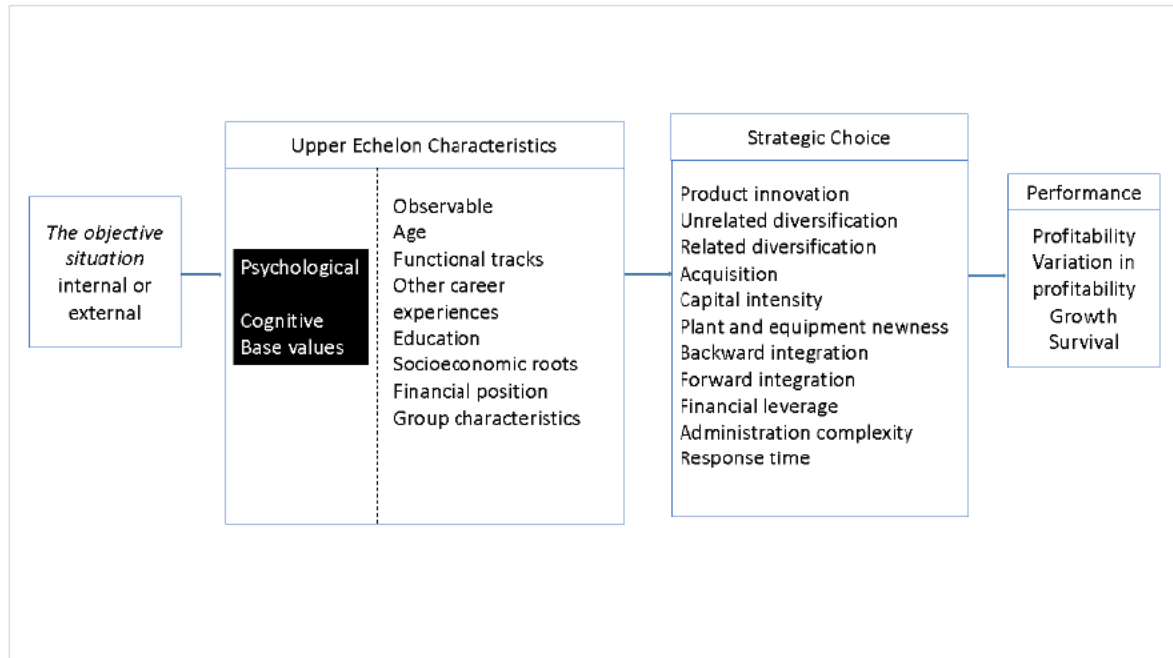 The objective
situation
internal or
external
Upper Echelon Characteristics
Psychological
Cognitive
Base values
Observable
Age
Functional tracks
Other career
experiences
Education
Socioeconomic roots
Financial position
Group characteristics
Strategic Choice
Product innovation
Unrelated diversification
Related diversification
Acquisition
Capital intensity
Plant and equipment newness
Backward integration
Forward integration
Financial leverage
Administration complexity
Response time
Performance
Profitability
Variation in
profitability
Growth
Survival